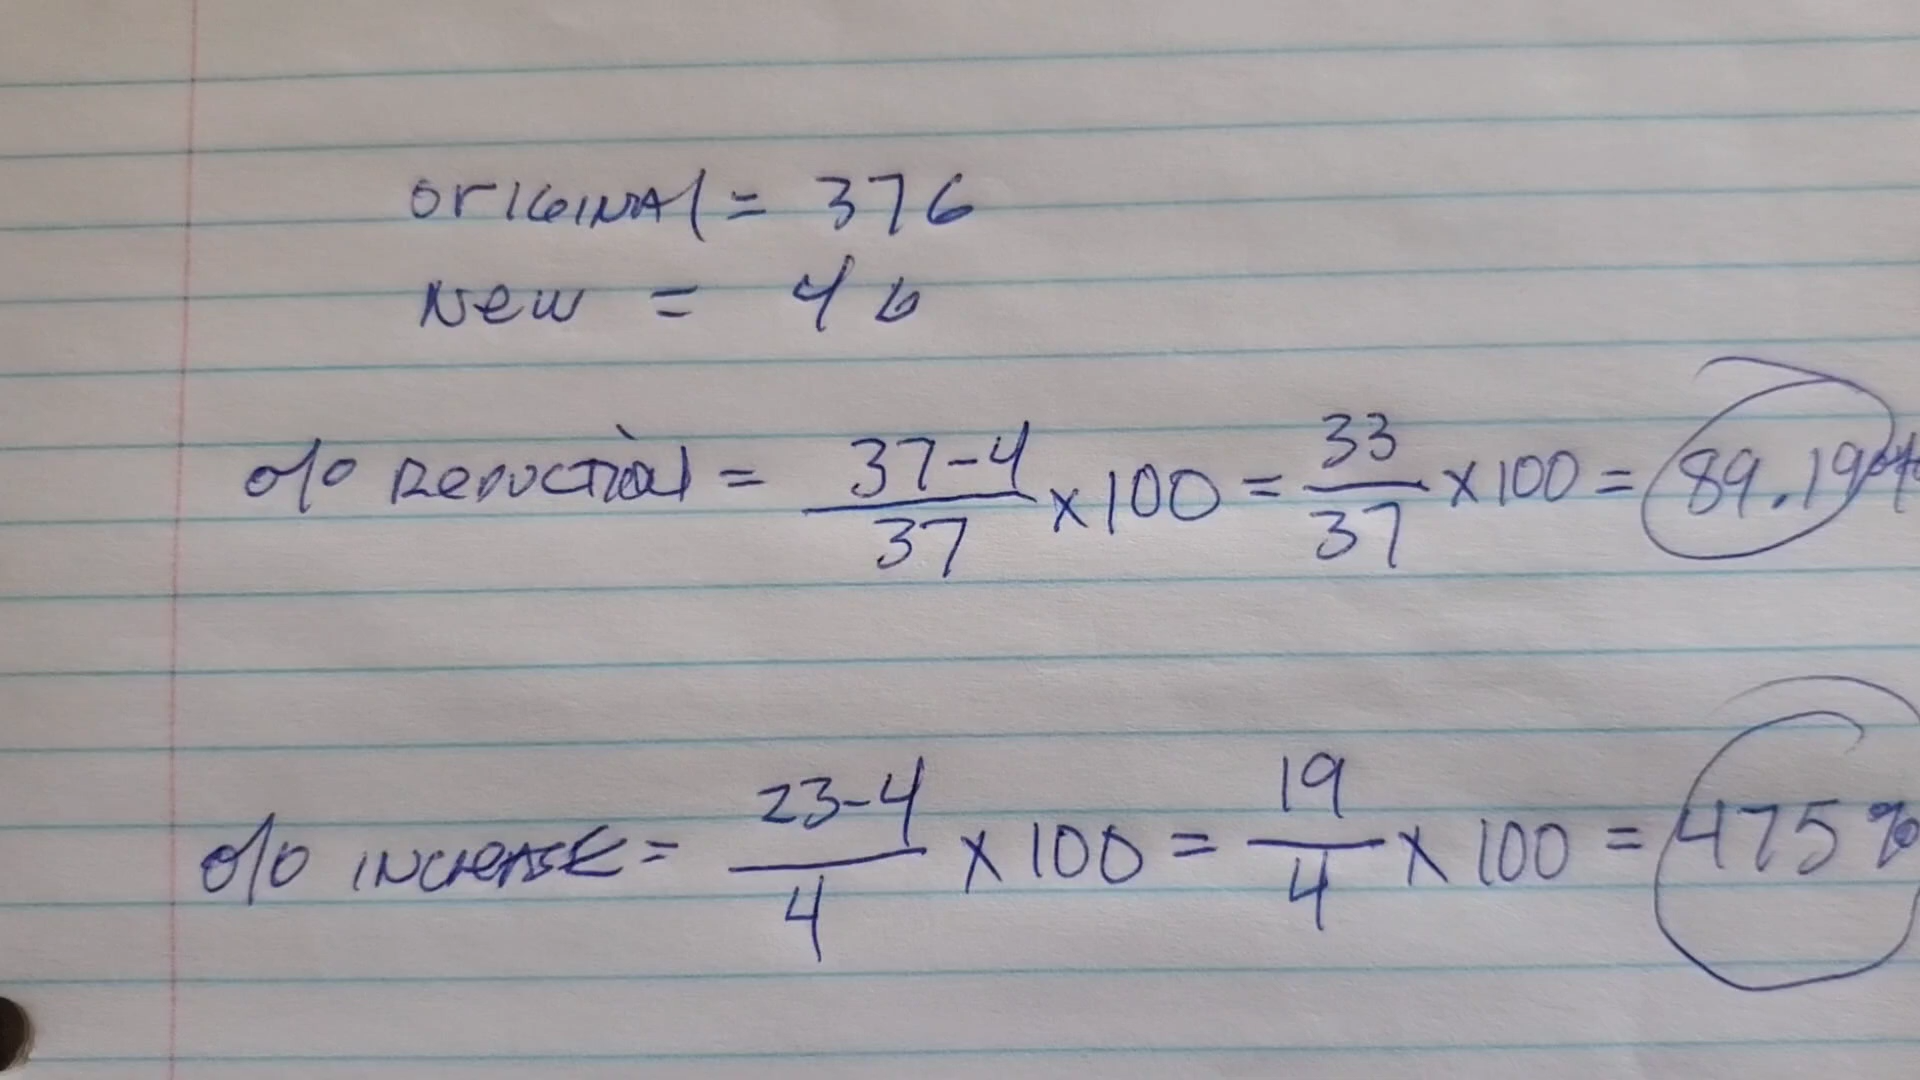 Original = 376
New = 46
% Reduction = 37-4/37 x 100 = 33/37 x 100 = 89.19%
% Increase = 23-4/4 x 100 = 19/4 x 100 = 475%